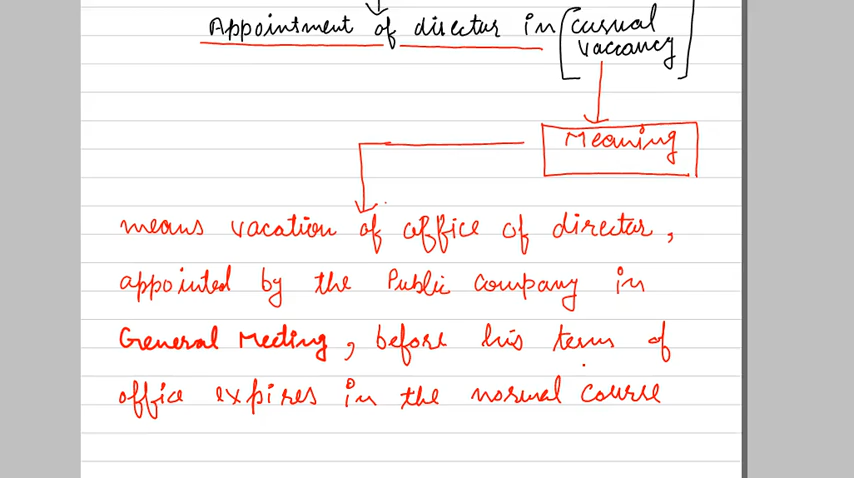 Appointment of director in casual
vaccancy
Meaning
means vacation of office of director,
appointed by the Public company in
General Meeting, before his term of
office expires in the normal course